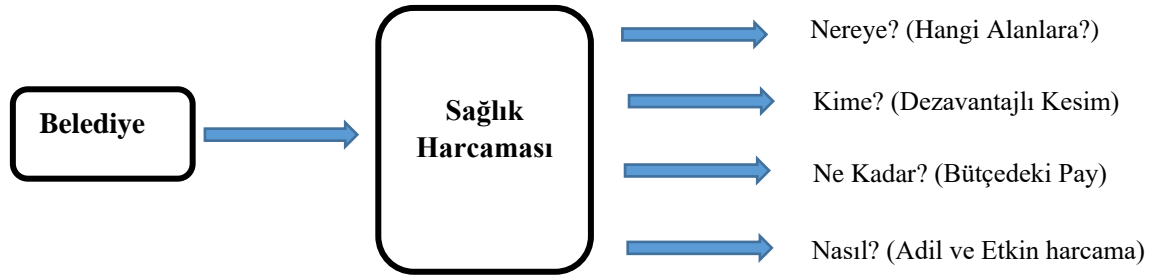 Belediye
Sağlık
Harcaması
Nereye? (Hangi Alanlara?)
Kime? (Dezavantajlı Kesim)
Ne Kadar? (Bütçedeki Pay)
Nasıl? (Adil ve Etkin harcama)